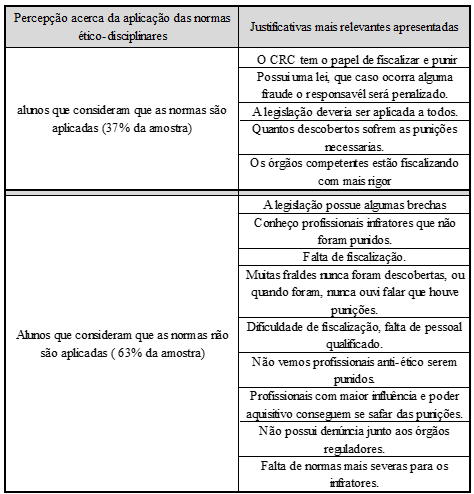 Percepção acerca da aplicação das normas
ético-disciplinares
Justificativas mais relevantes apresentadas
alunos que consideram que as normas são
aplicadas (37% da amostra)
O CRC tem o papel de fiscalizar e punir
Possui uma lei, que caso ocorra alguma
fraude o responsavél será penalizado.
A legislação deveria ser aplicada a todos.
Quantos descobertos sofrem as punições
necessarias.
Os órgãos competentes estão fiscalizando
com mais rigor
Alunos que consideram que as normas não
são aplicadas ( 63% da amostra)
A legislação possue algumas brechas
Conheço profissionais infratores que não
foram punidos.
Falta de fiscalização.
Muitas fraldes nunca foram descobertas, ou
quando foram, nunca ouvi falar que houve
punições.
Dificuldade de fiscalização, falta de pessoal
qualificado.
Não vemos profissionais anti-ético serem
punidos.
Profissionais com maior influência e poder
aquisitivo conseguem se safar das punições.
Não possui denúncia junto aos órgãos
reguladores.
Falta de normas mais severas para os
infratores.